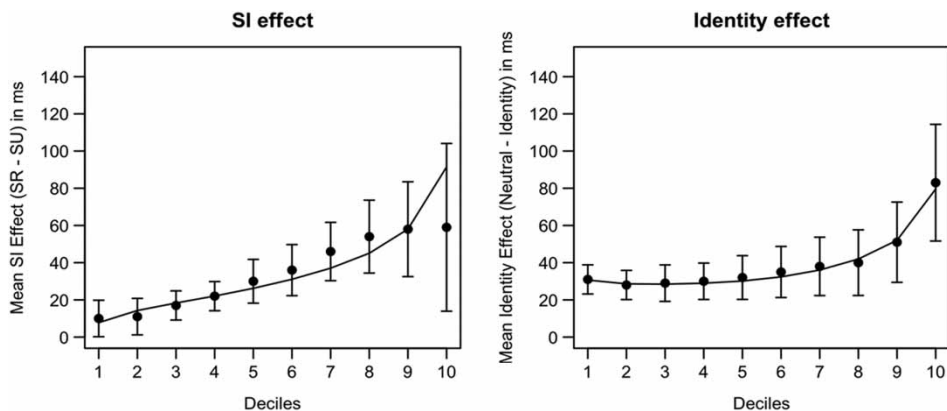 SI effect
Mean SI Effect (SR - SU) in ms
140
120
100
80
60
40
20
0
1 2 3 4 5 6 7 8 9 10
Deciles
Identity effect
Mean Identity Effect (Neutral - Identity) in ms
140
120
100
80
60
40
20
0
1 2 3 4 5 6 7 8 9 10
Deciles